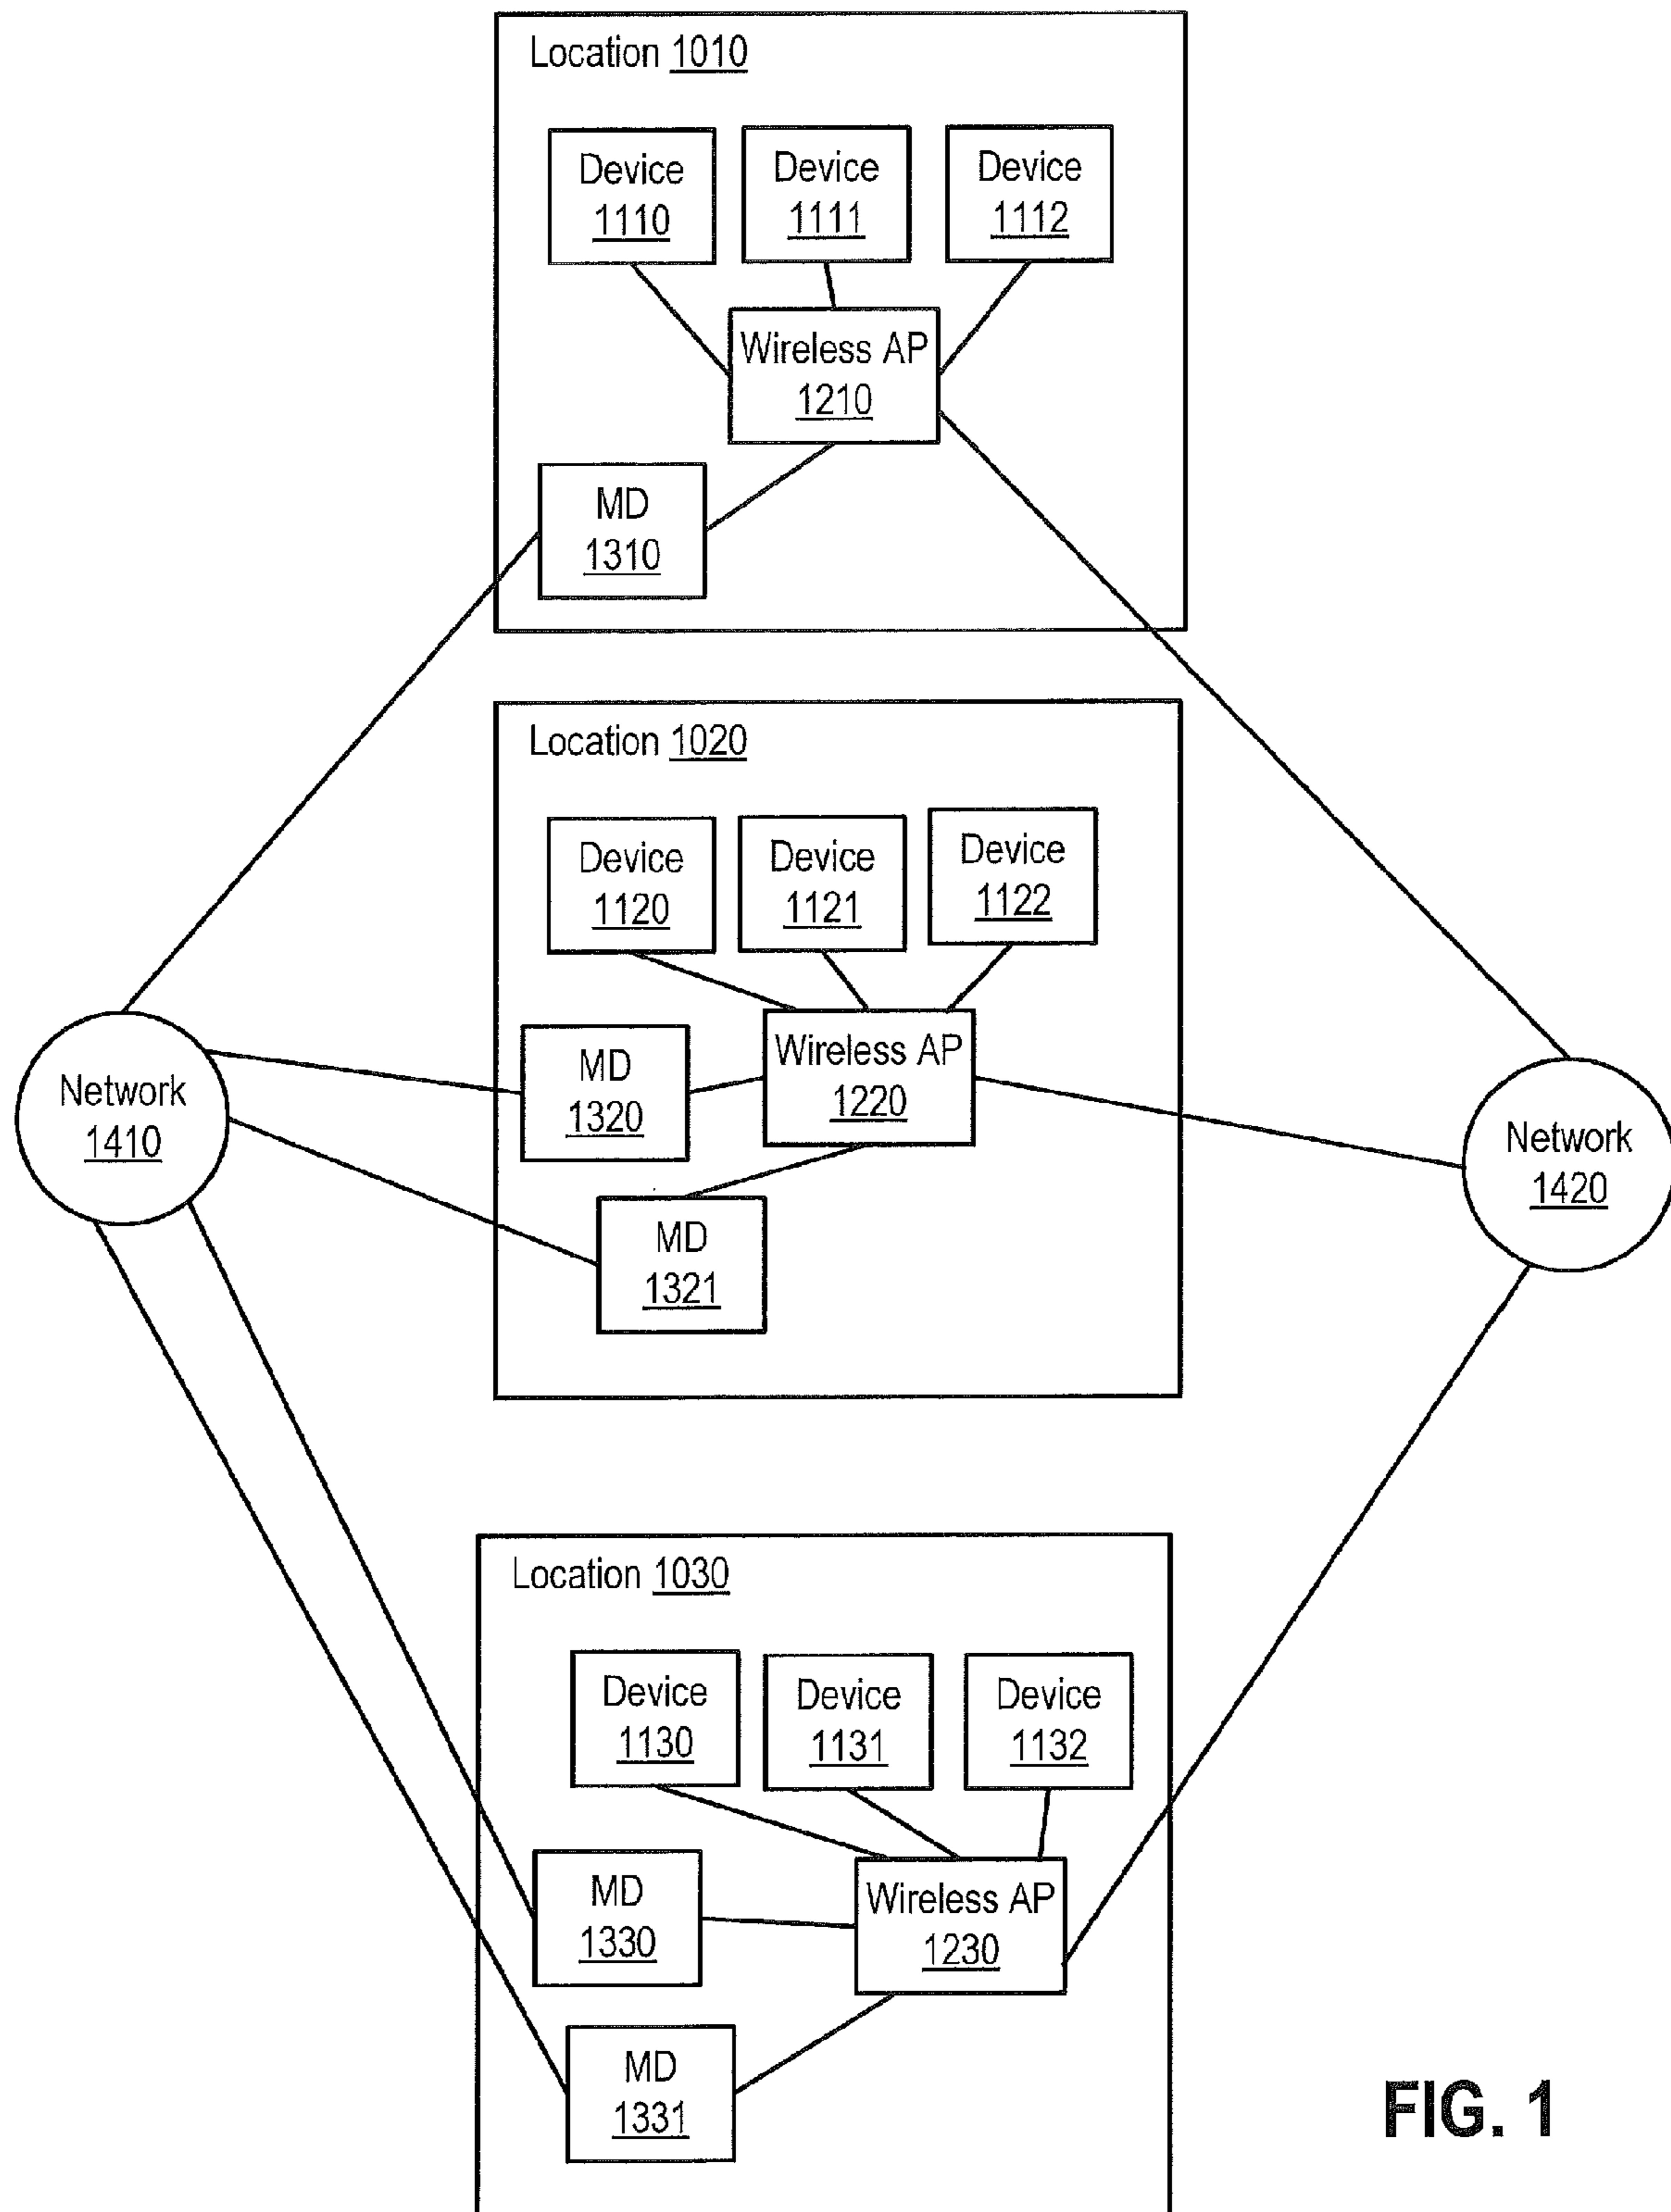 Location 1010
Device
1110
Device
1111
Device
1112
Wireless AP
1210
MD
1310
Location 1020
Device
1120
Device
1121
Device
1122
Wireless AP
1220
MD
1320
MD
1321
Network
1410
Network
1420
Location 1030
Device
1130
Device
1131
Device
1132
Wireless AP
1230
MD
1330
MD
1331
FIG. 1